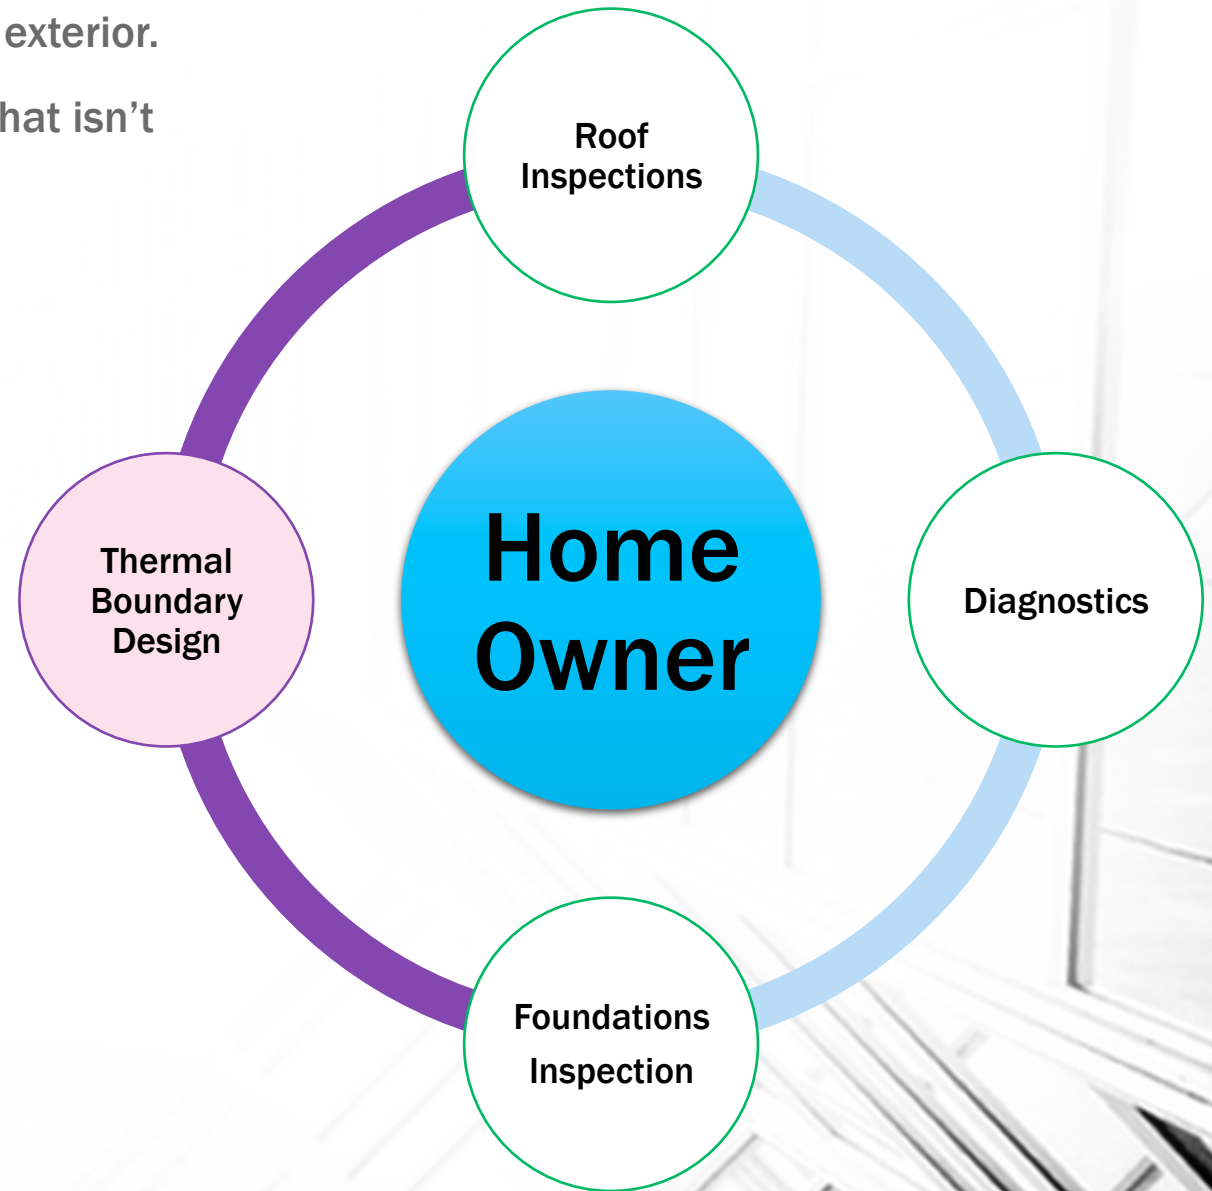 exterior.
hat isn’t
Roof
Inspections
Thermal
Boundary
Design
Home
Owner
Diagnostics
Foundations
Inspection